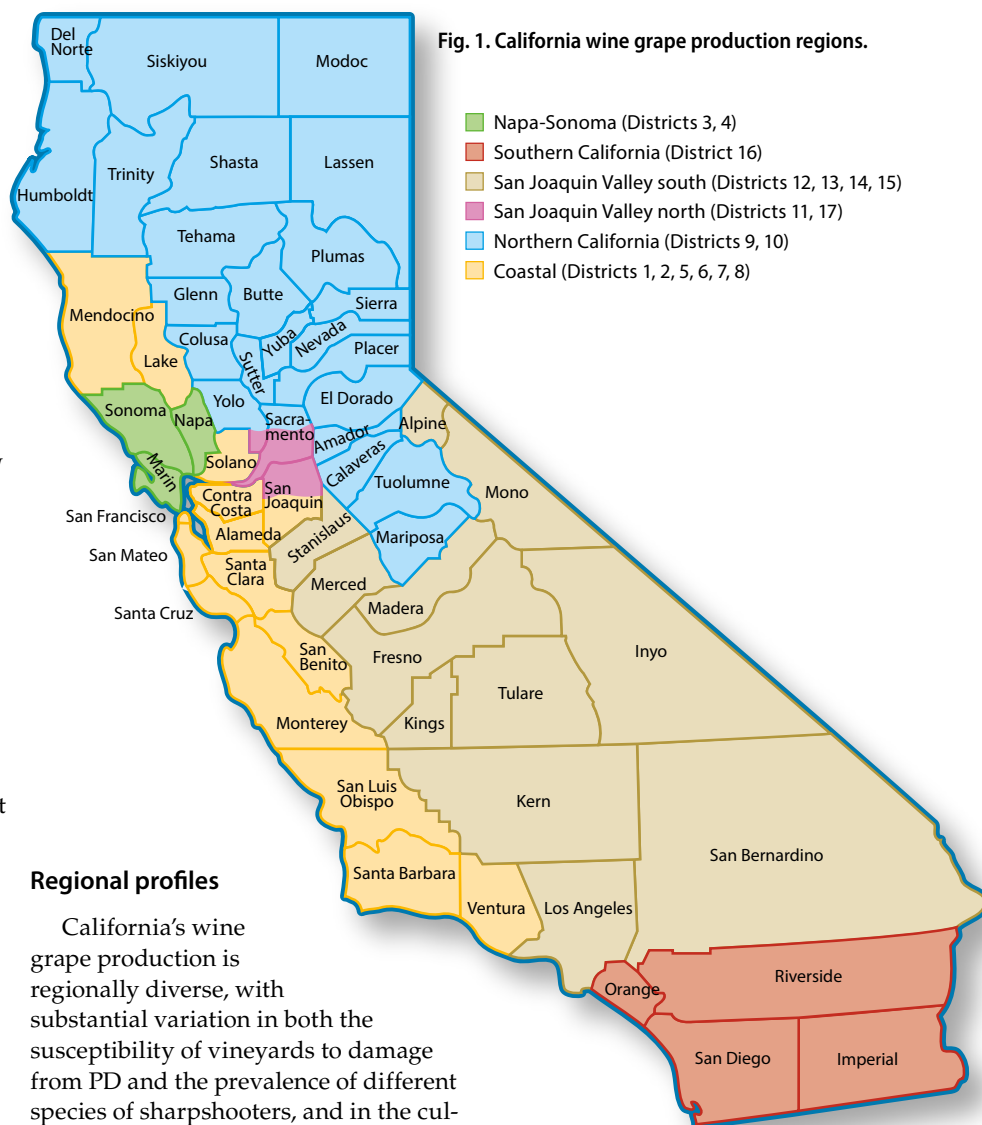 Fig. 1. California wine grape production regions.
Napa-Sonoma (Districts 3, 4)
Southern California (District 16)
San Joaquin Valley south (Districts 12, 13, 14, 15)
San Joaquin Valley north (Districts 11, 17)
Northern California (Districts 9, 10)
Coastal (Districts 1, 2, 5, 6, 7, 8)
Del
Norte
Siskiyou
Modoc
Humboldt
Trinity
Shasta
Lassen
Tehama
Plumas
Mendocino
Glenn
Butte
Sierra
Lake
Colusa
Sutter
Yuba
Nevada
Placer
Sonoma
Napa
Yolo
El Dorado
Sacra-
mento
Amador
Alpine
Marin
Solano
Calaveras
Tuolumne
Mono
y
San Francisco
Contra
Costa
San
Joaquin
San Mateo
Alameda
Stanislaus
Mariposa
Santa
Clara
Merced
Santa Cruz
Madera
San
Benito
Fresno
Inyo
Tulare
Monterey
Kings
t
San Luis
Obispo
Kern
San Bernardino
Santa Barbara
Ventura
Los Angeles
Orange
Riverside
San Diego
Imperial
Regional profiles
California’s wine
grape production is
regionally diverse, with
substantial variation in both the
susceptibility of vineyards to damage
from PD and the prevalence of different
species of sharpshooters, and in the cul-